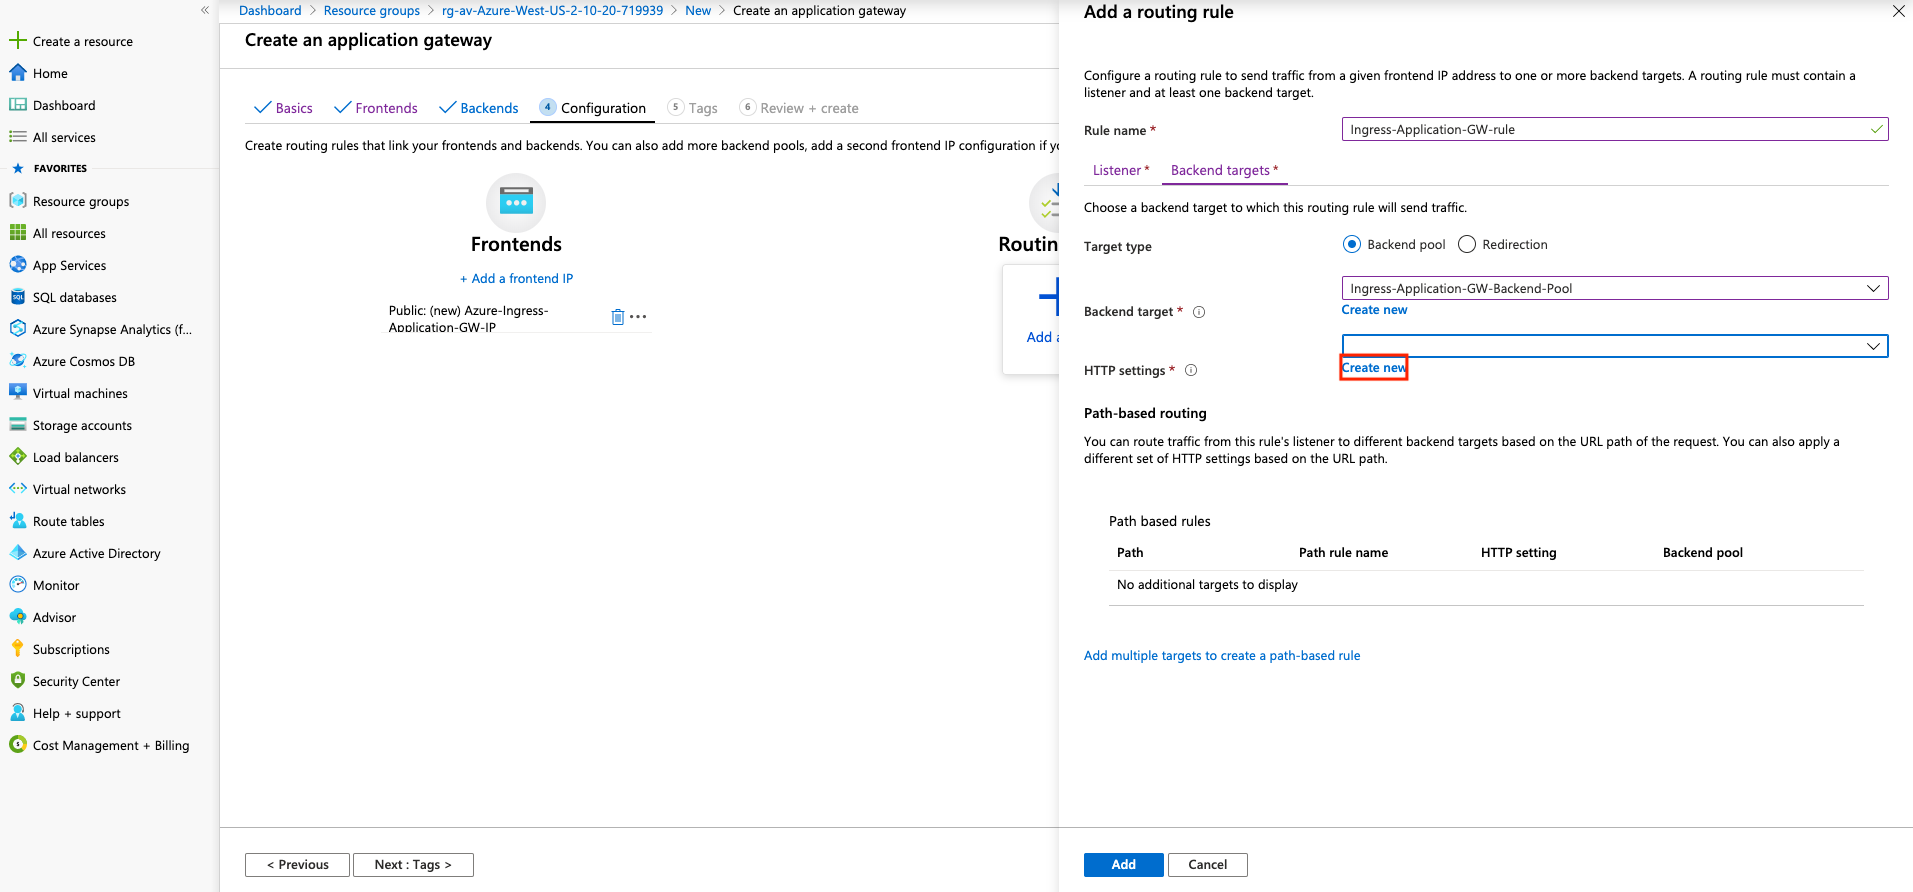 «
Create a resource
Home
Dashboard
All services
FAVORITES
Resource groups
All resources
App Services
SQL databases
Azure Synapse Analytics (f...
Azure Cosmos DB
Virtual machines
Storage accounts
Load balancers
Virtual networks
Route tables
Azure Active Directory
Monitor
Advisor
Subscriptions
Security Center
Help + support
Cost Management + Billing
Dashboard > Resource groups > rg-av-Azure-West-US-2-10-20-719939 > New > Create an application gateway
Create an application gateway
Basics Frontends Backends 4 Configuration 5 Tags 6 Review + create
Create routing rules that link your frontends and backends. You can also add more backend pools, add a second frontend IP configuration if yo
Frontends
+ Add a frontend IP
Public: (new) Azure-Ingress-
Application-GW-IP
Routin
Add a
< Previous
Next : Tags >
Add a routing rule
Configure a routing rule to send traffic from a given frontend IP address to one or more backend targets. A routing rule must contain a
listener and at least one backend target.
Rule name *
Ingress-Application-GW-rule
Listener * Backend targets *
Choose a backend target to which this routing rule will send traffic.
Target type
Backend pool Redirection
Ingress-Application-GW-Backend-Pool
Backend target *
Create new
HTTP settings *
Create new
Path-based routing
You can route traffic from this rule's listener to different backend targets based on the URL path of the request. You can also apply a
different set of HTTP settings based on the URL path.
Path based rules
Path Path rule name HTTP setting Backend pool
No additional targets to display
Add multiple targets to create a path-based rule
Add Cancel